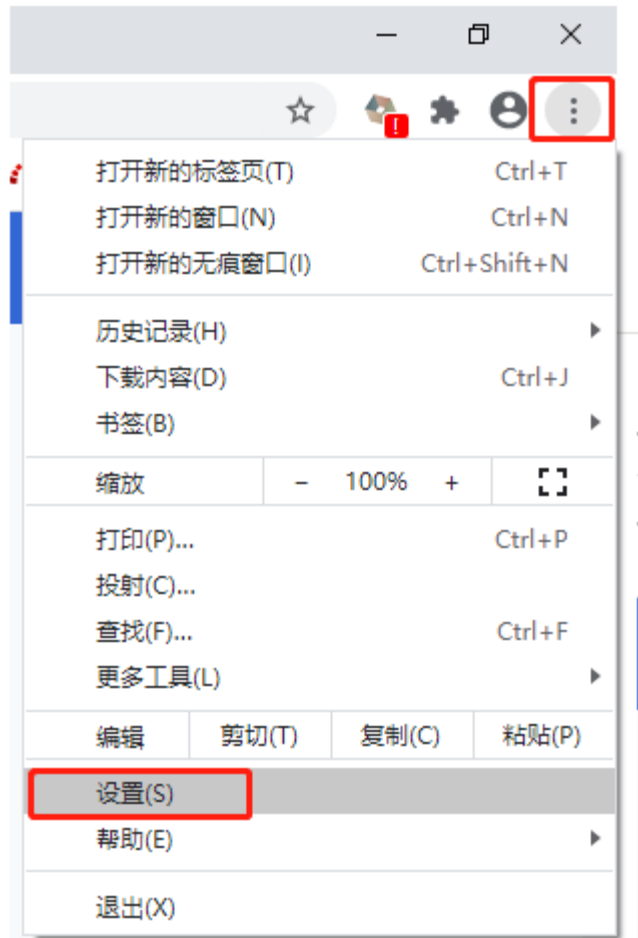 打开新的标签页(T) Ctrl+T
打开新的窗口(N) Ctrl+N
打开新的无痕窗口(I) Ctrl+Shift+N
历史记录(H)
下载内容(D) Ctrl+J
书签(B)
缩放 - 100% +
打印(P)... Ctrl+P
投射(C)...
查找(F)... Ctrl+F
更多工具(L)
编辑 剪切(T) 复制(C) 粘贴(P)
设置(S)
帮助(E)
退出(X)